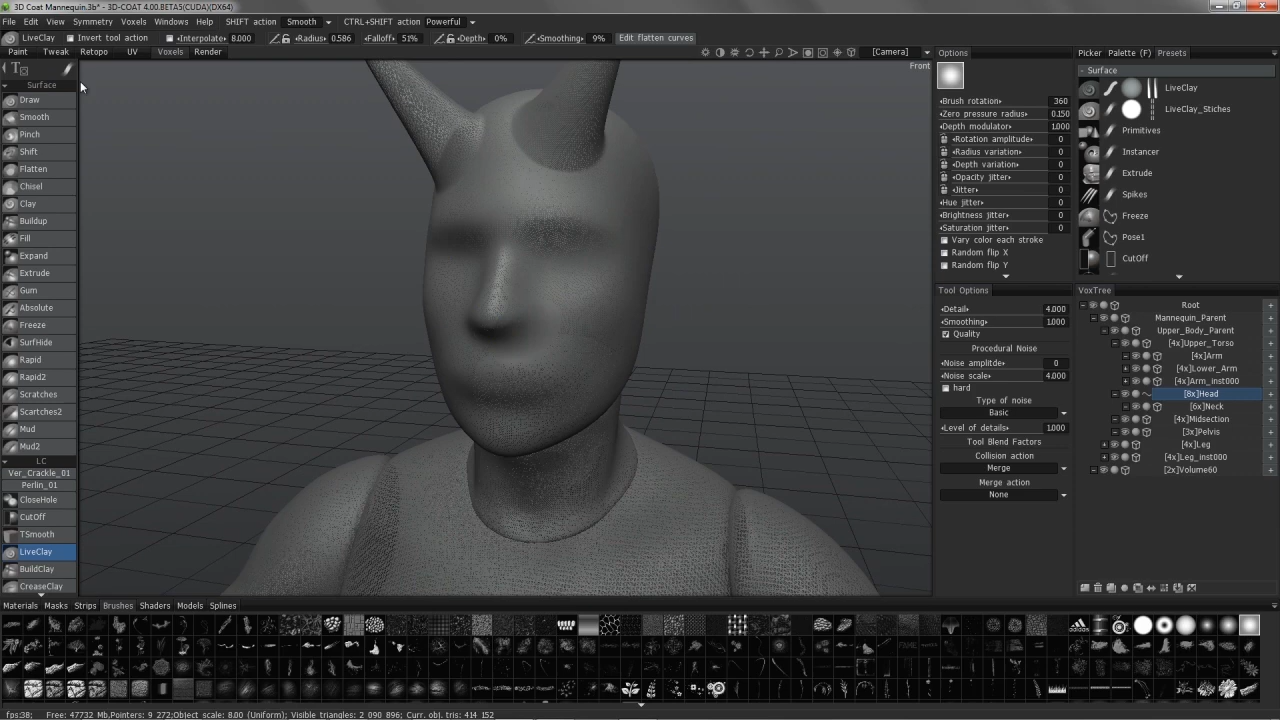 3D Coat Mannequin.3b* - 3D-COAT 4.00.BETA5(CUDA)(DX64)
File Edit View Symmetry Voxels Windows Help SHIFT action Smooth CTRL+SHIFT action Powerful
LiveClay Invert tool action Interpolate 8.000 Radius: 0.586 Falloff: 51% Depth: 0% Smoothing: 9% Edit flatten curves
Paint Tweak Retopo UV Voxels Render [Camera]
Front
Surface
Draw
Smooth
Pinch
Shift
Flatten
Chisel
Clay
Buildup
Fill
Expand
Extrude
Gum
Absolute
Freeze
SurfHide
Rapid
Rapid2
Scratches
Scartches2
Mud
Mud2
LC
Ver_Crackle_01
Perlin_01
CloseHole
CutOff
TSmooth
LiveClay
BuildClay
CreaseClay
Options
Brush rotation: 360
Zero pressure radius: 0.150
Depth modulator: 1.000
Rotation amplitude: 0
Radius variation: 0
Depth variation: 0
Opacity jitter: 0
Jitter: 0
Hue jitter: 0
Brightness jitter: 0
Saturation jitter: 0
Vary color each stroke
Random flip X
Random flip Y
Tool Options
Detail: 4.000
Smoothing: 1.000
Quality
Procedural Noise
Noise amplitde: 0
Noise scale: 4.000
hard
Type of noise
Basic
Level of details: 1.000
Tool Blend Factors
Collision action
Merge
Merge action
None
Picker Palette (F) Presets
- Surface
LiveClay
LiveClay_Stiches
Primitives
Instancer
Extrude
Spikes
Freeze
Pose1
CutOff
VoxTree
Root
Mannequin_Parent
Upper_Body_Parent
[4x]Upper_Torso
[4x]Arm
[4x]Lower_Arm
[4x]Arm_inst000
[8x]Head
[6x]Neck
[4x]Midsection
[3x]Pelvis
[4x]Leg
[4x]Leg_inst000
[2x]Volume60
Materials Masks Strips Brushes Shaders Models Splines
adidas
fps:38; Free: 47732 Mb,Pointers: 9 272;Object scale: 8.00 (Uniform); Visible triangles: 2 090 896; Curr. obj. tris: 414 152